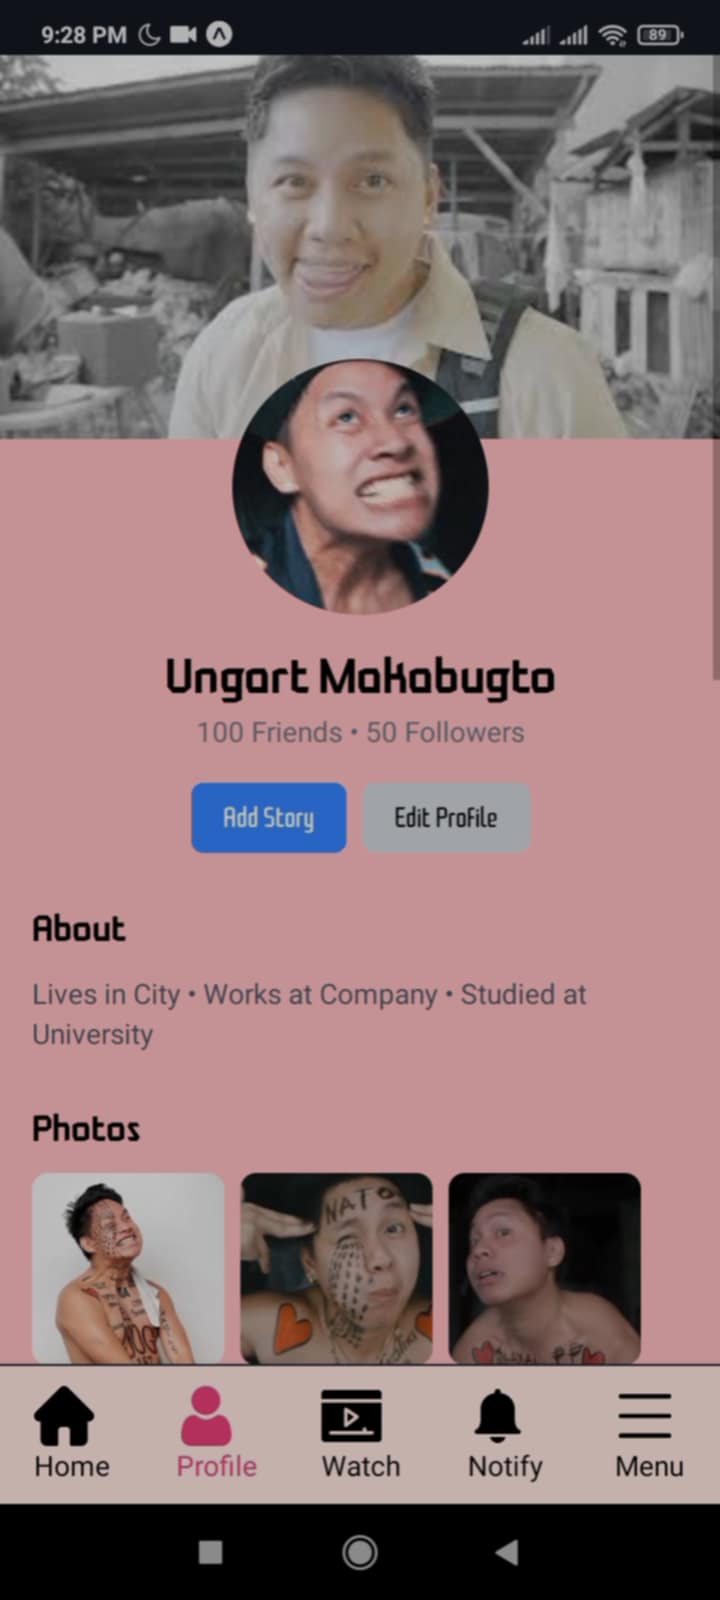 9:28 PM
89
Ungart Makabugto
100 Friends • 50 Followers
Add Story
Edit Profile
About
Lives in City • Works at Company • Studied at
University
Photos
NATO
Home
Profile
Watch
Notify
Menu